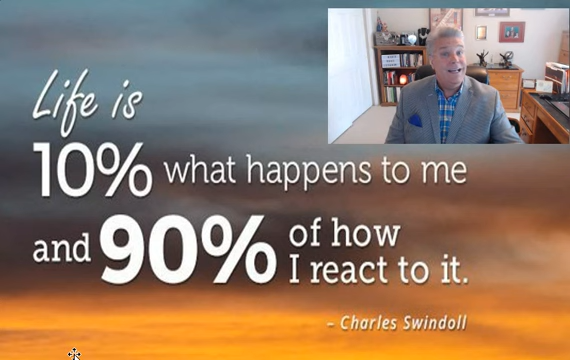 Life is
10% what happens to me
and 90% of how
I react to it.
– Charles Swindoll